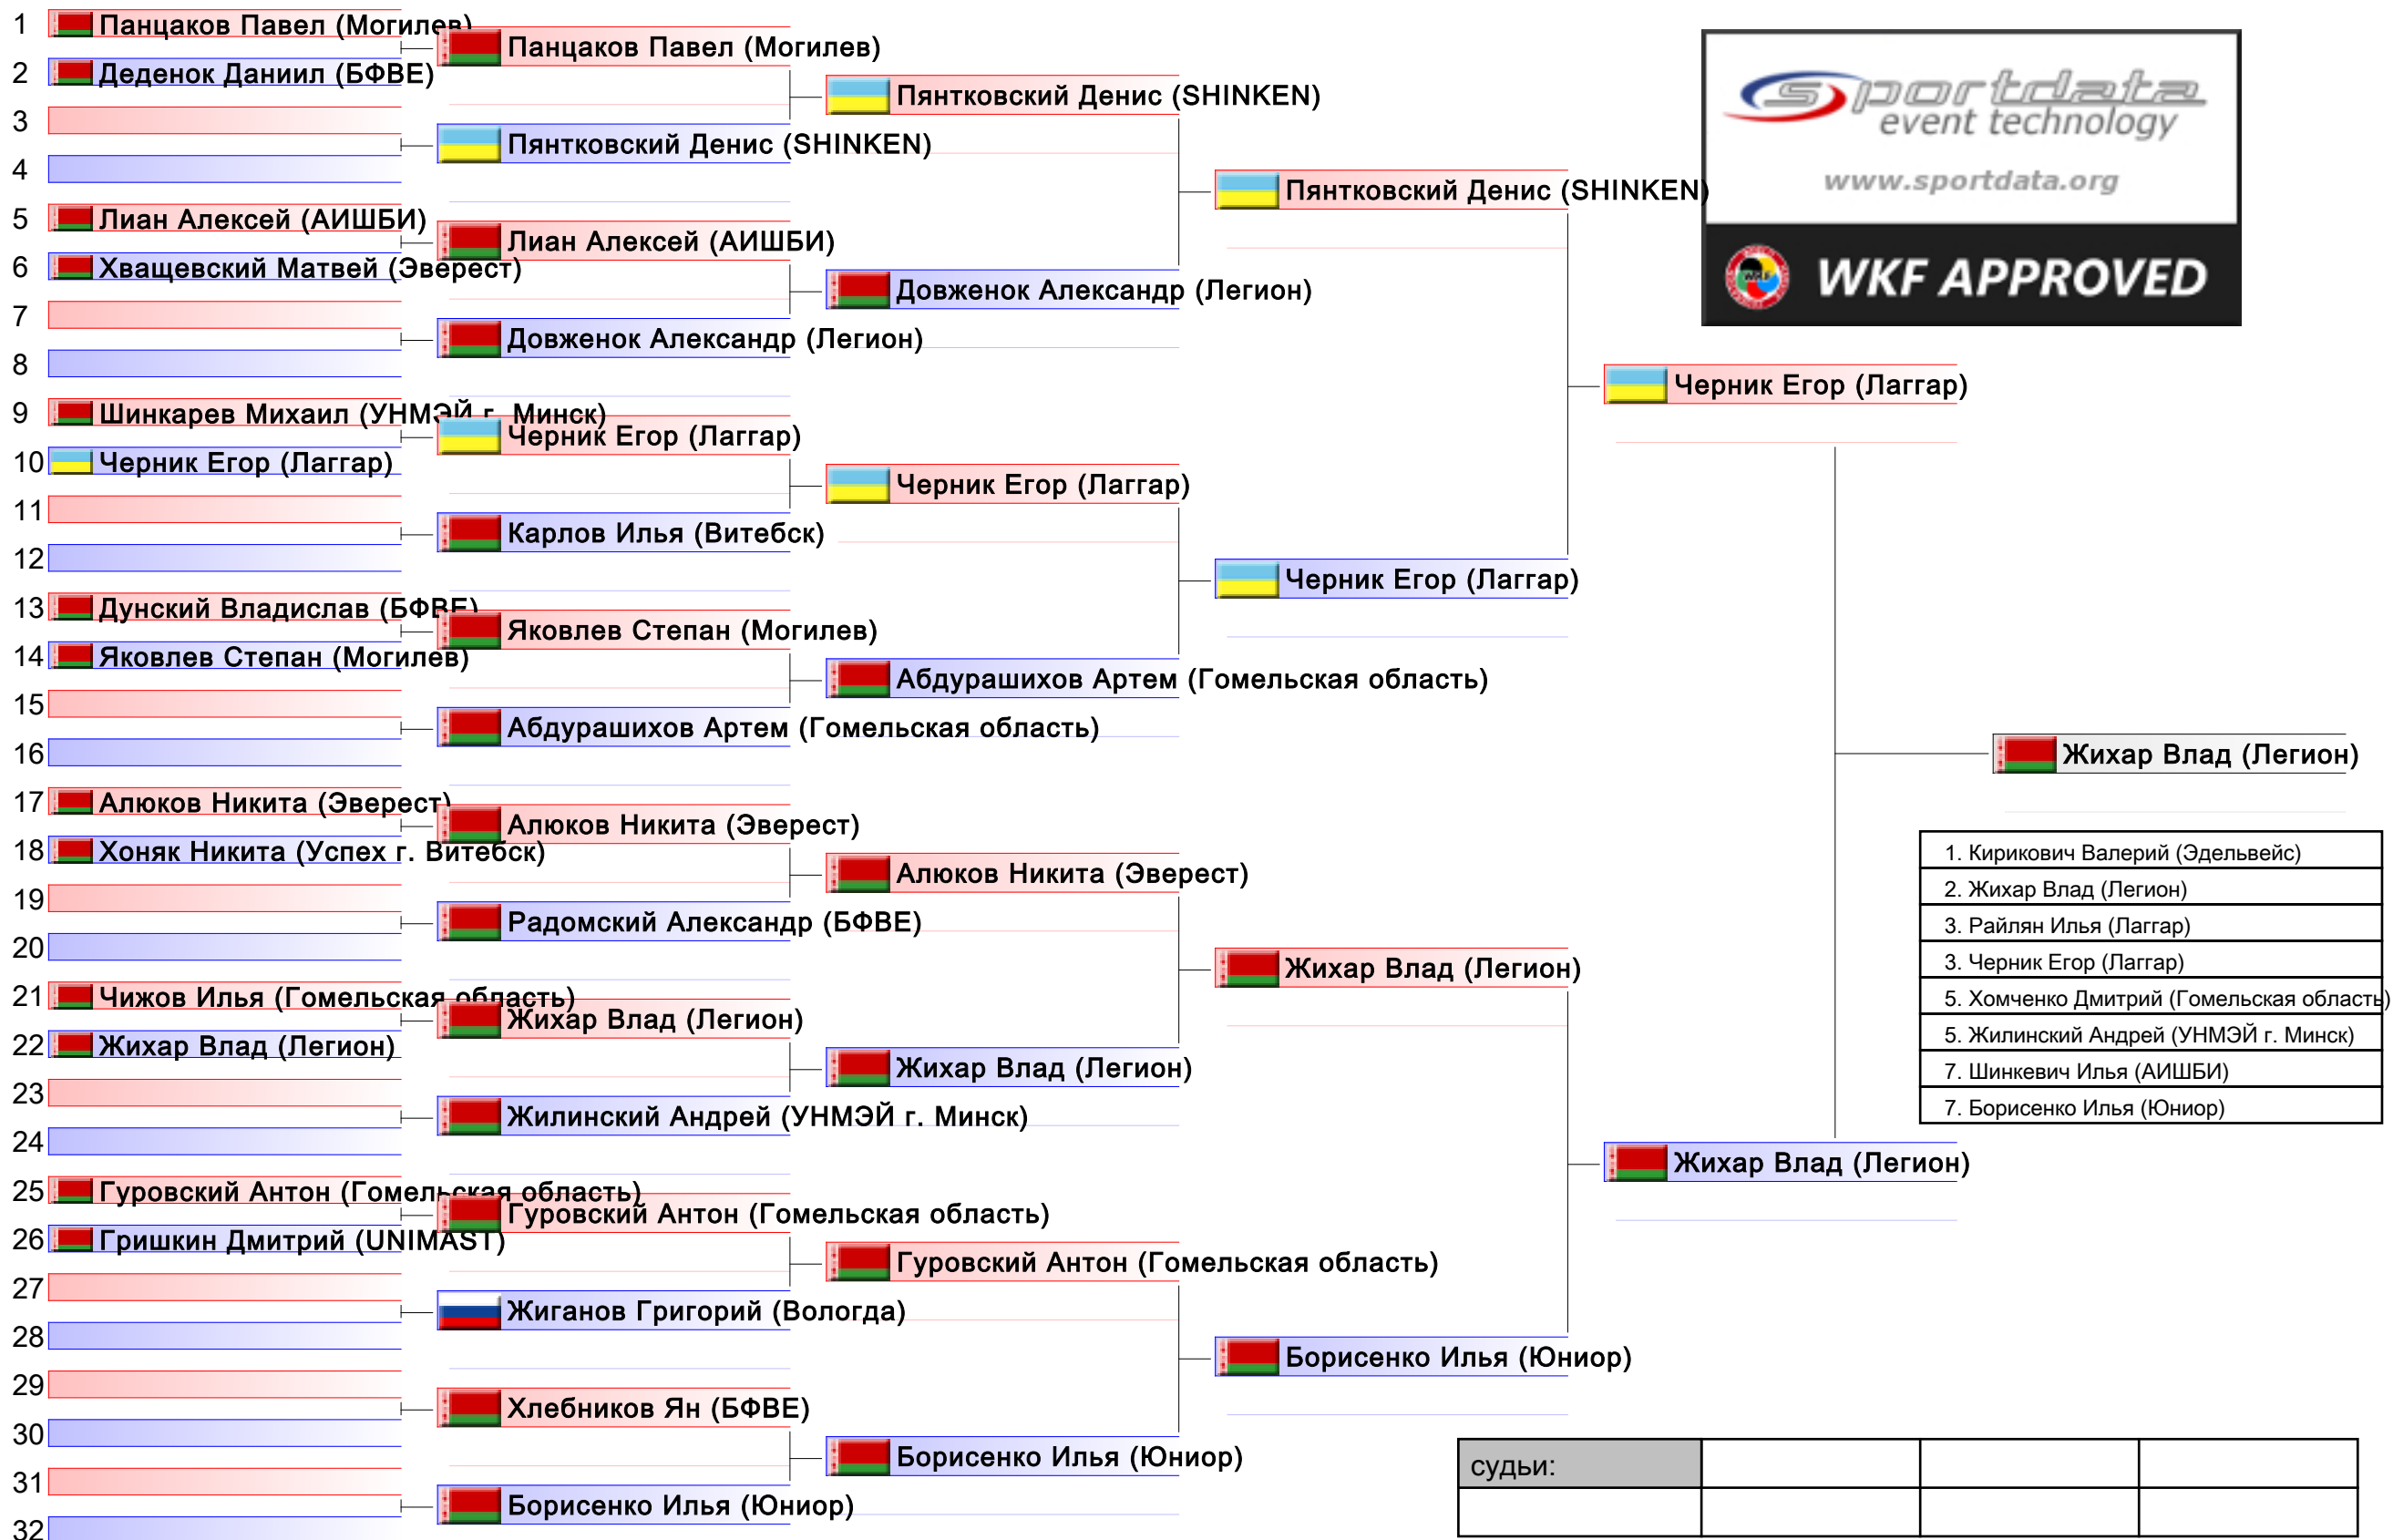 1 Панцаков Павел (Могилев)
2 Деденок Даниил (БФВЕ)
3
4
5 Лиан Алексей (АИШБИ)
6 Хващевский Матвей (Эверест)
7
8
9 Шинкарев Михаил (УНМЭЙ г. Минск)
10 Черник Егор (Лаггар)
11
12
13 Дунский Владислав (БФВЕ)
14 Яковлев Степан (Могилев)
15
16
17 Алюков Никита (Эверест)
18 Хоняк Никита (Успех г. Витебск)
19
20
21 Чижов Илья (Гомельская область)
22 Жихар Влад (Легион)
23
24
25 Гуровский Антон (Гомельская область)
26 Гришкин Дмитрий (UNIMAST)
27
28
29
30
31
32
Панцаков Павел (Могилев)
Пянтковский Денис (SHINKEN)
Лиан Алексей (АИШБИ)
Довженок Александр (Легион)
Черник Егор (Лаггар)
Карлов Илья (Витебск)
Яковлев Степан (Могилев)
Абдурашихов Артем (Гомельская область)
Алюков Никита (Эверест)
Радомский Александр (БФВЕ)
Жихар Влад (Легион)
Жилинский Андрей (УНМЭЙ г. Минск)
Гуровский Антон (Гомельская область)
Жиганов Григорий (Вологда)
Хлебников Ян (БФВЕ)
Борисенко Илья (Юниор)
Пянтковский Денис (SHINKEN)
Довженок Александр (Легион)
Черник Егор (Лаггар)
Абдурашихов Артем (Гомельская область)
Алюков Никита (Эверест)
Жихар Влад (Легион)
Гуровский Антон (Гомельская область)
Борисенко Илья (Юниор)
Пянтковский Денис (SHINKEN)
Черник Егор (Лаггар)
Жихар Влад (Легион)
Борисенко Илья (Юниор)
Черник Егор (Лаггар)
Жихар Влад (Легион)
Жихар Влад (Легион)
sportdata
event technology
www.sportdata.org
WKF
WKF APPROVED
1. Кирикович Валерий (Эдельвейс)
2. Жихар Влад (Легион)
3. Райлян Илья (Лаггар)
3. Черник Егор (Лаггар)
5. Хомченко Дмитрий (Гомельская область)
5. Жилинский Андрей (УНМЭЙ г. Минск)
7. Шинкевич Илья (АИШБИ)
7. Борисенко Илья (Юниор)
судьи: